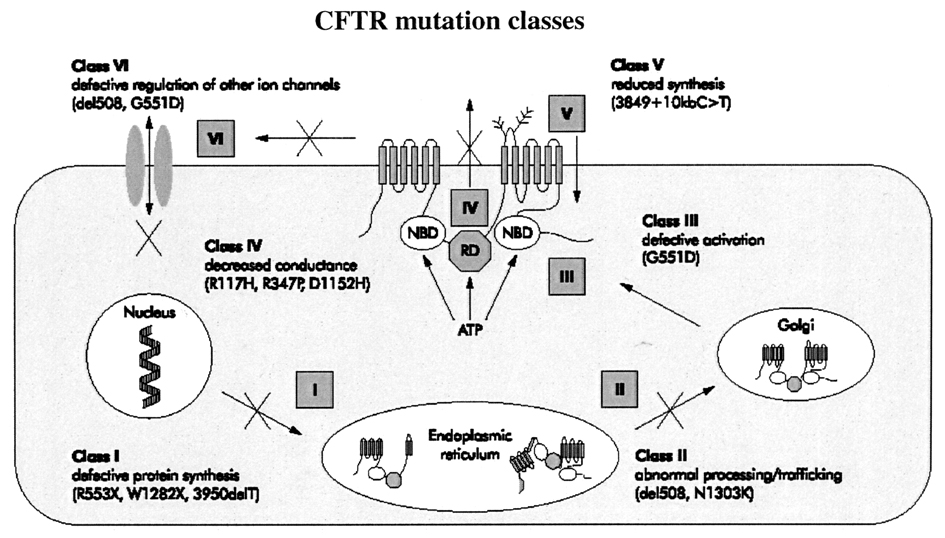 CFTR mutation classes
Class VI
defective regulation of other ion channels
(del508, G551D)
Class V
reduced synthesis
(3849+10kbC>T)
VI
V
IV
Class IV
decreased conductance
(R117H, R347P, D1152H)
NBD
RD
NBD
Class III
defective activation
(G551D)
III
ATP
Nucleus
Golgi
I
II
Endoplasmic
reticulum
Class I
defective protein synthesis
(R553X, W1282X, 3950delT)
Class II
abnormal processing/trafficking
(del508, N1303K)